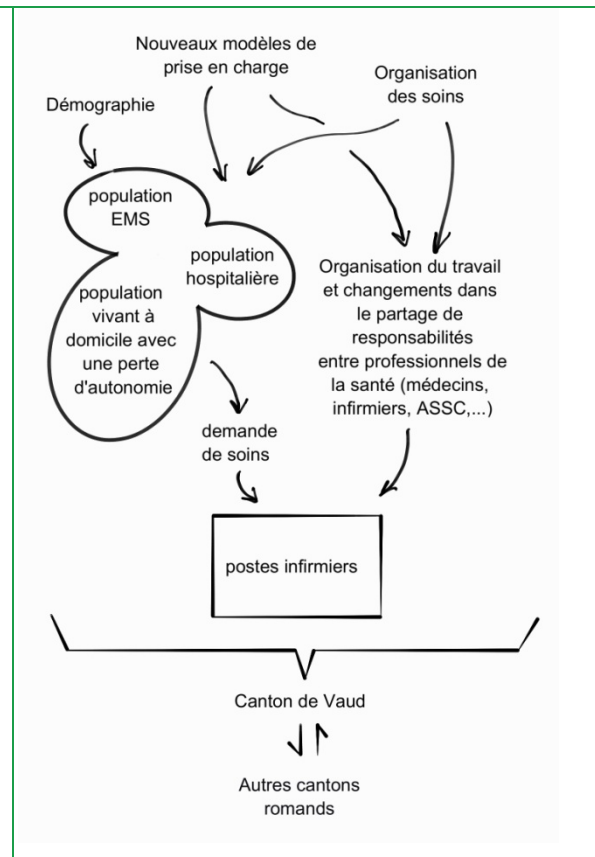 Nouveaux modèles de
prise en charge
Organisation
des soins
Démographie
population
EMS
population
hospitalière
population
vivant à
domicile avec
une perte
d'autonomie
Organisation du travail
et changements dans
le partage de
responsabilités
entre professionnels de
la santé (médecins,
infirmiers, ASSC,...)
demande
de soins
postes infirmiers
Canton de Vaud
Autres cantons
romands